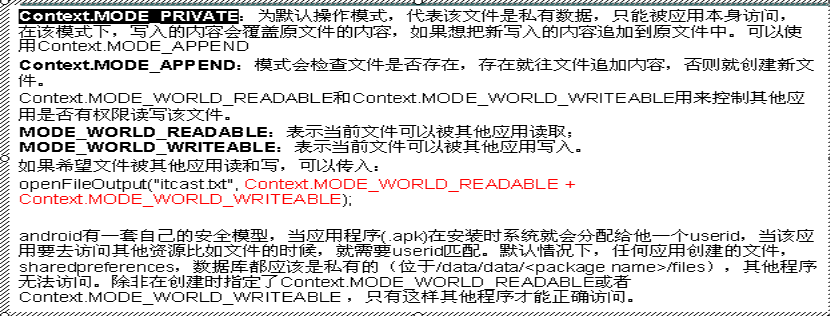 Context.MODE_PRIVATE：为默认操作模式，代表该文件是私有数据，只能被应用本身访问，
在该模式下，写入的内容会覆盖原文件的内容，如果想把新写入的内容追加到原文件中。可以使
用Context.MODE_APPEND
Context.MODE_APPEND：模式会检查文件是否存在，存在就往文件追加内容，否则就创建新文
件。
Context.MODE_WORLD_READABLE和Context.MODE_WORLD_WRITEABLE用来控制其他应
用是否有权限读写该文件。
MODE_WORLD_READABLE：表示当前文件可以被其他应用读取；
MODE_WORLD_WRITEABLE：表示当前文件可以被其他应用写入。
如果希望文件被其他应用读和写，可以传入：
openFileOutput("itcast.txt", Context.MODE_WORLD_READABLE +
Context.MODE_WORLD_WRITEABLE);
android有一套自己的安全模型，当应用程序(.apk)在安装时系统就会分配给他一个userid，当该应
用要去访问其他资源比如文件的时候，就需要userid匹配。默认情况下，任何应用创建的文件，
sharedpreferences，数据库都应该是私有的（位于/data/data/<package name>/files），其他程序
无法访问。除非在创建时指定了Context.MODE_WORLD_READABLE或者
Context.MODE_WORLD_WRITEABLE ，只有这样其他程序才能正确访问。